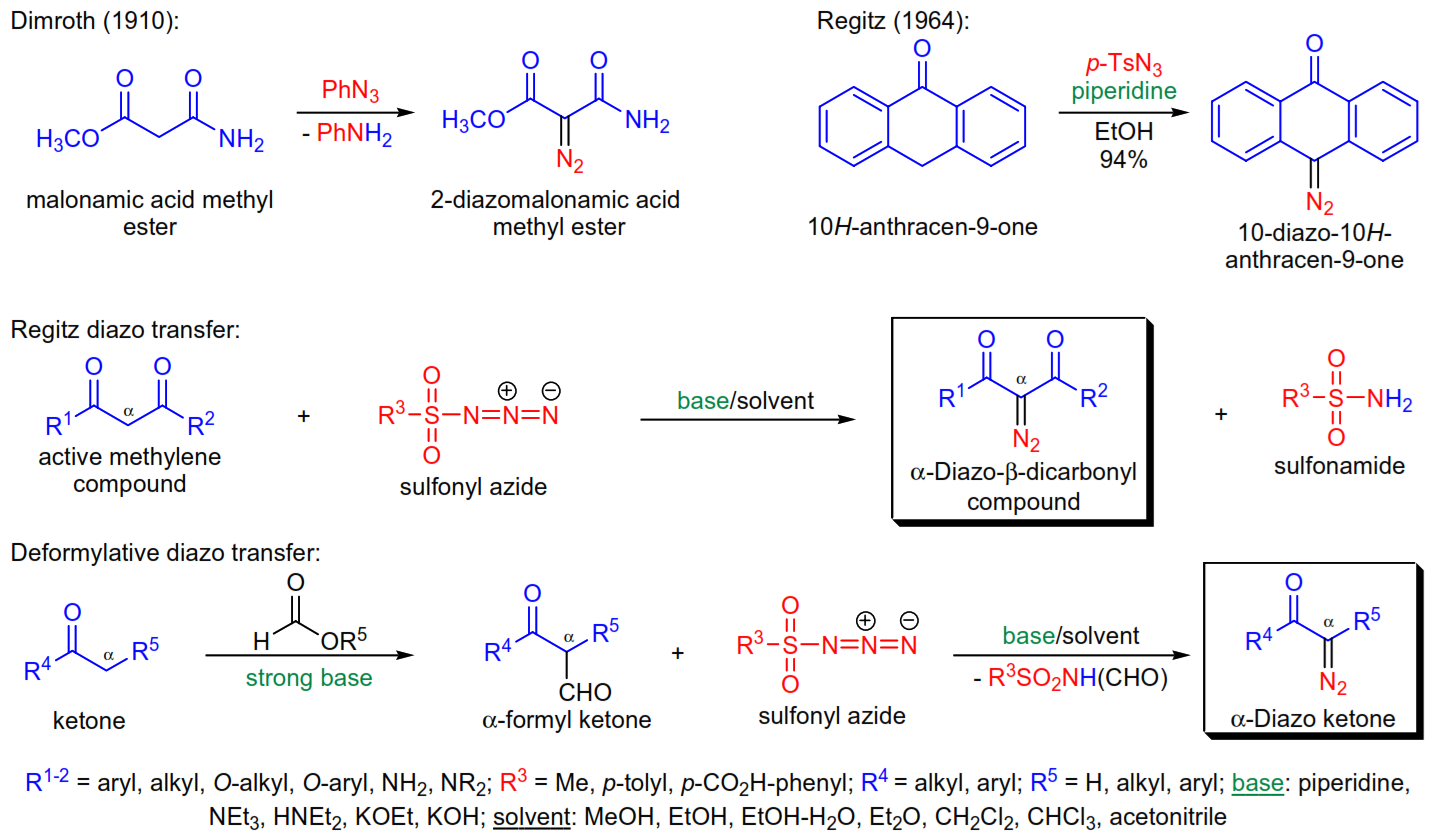 Dimroth (1910):
Regitz (1964):
O O
H₃CO NH₂
PhN₃
- PhNH₂
O O
H₃CO NH₂
N₂
malonamic acid methyl
ester
2-diazomalonamic acid
methyl ester
O
p-TsN₃
piperidine
EtOH
94%
O
N₂
10H-anthracen-9-one
10-diazo-10H-
anthracen-9-one
Regitz diazo transfer:
O O
R¹ α R²
active methylene
compound
+
O
R³-S-N=N=N
⊕ ⊖
O
sulfonyl azide
base/solvent
O O
R¹ α R²
N₂
α-Diazo-β-dicarbonyl
compound
+
O
R³-S-NH₂
O
sulfonamide
Deformylative diazo transfer:
O
R⁴ α R⁵
ketone
O
H OR⁵
strong base
O
R⁴ α R⁵
CHO
α-formyl ketone
+
O
R³-S-N=N=N
⊕ ⊖
O
sulfonyl azide
base/solvent
- R³SO₂NH(CHO)
O
R⁴ α R⁵
N₂
α-Diazo ketone
R¹⁻² = aryl, alkyl, O-alkyl, O-aryl, NH₂, NR₂; R³ = Me, p-tolyl, p-CO₂H-phenyl; R⁴ = alkyl, aryl; R⁵ = H, alkyl, aryl; base: piperidine,
NEt₃, HNEt₂, KOEt, KOH; solvent: MeOH, EtOH, EtOH-H₂O, Et₂O, CH₂Cl₂, CHCl₃, acetonitrile